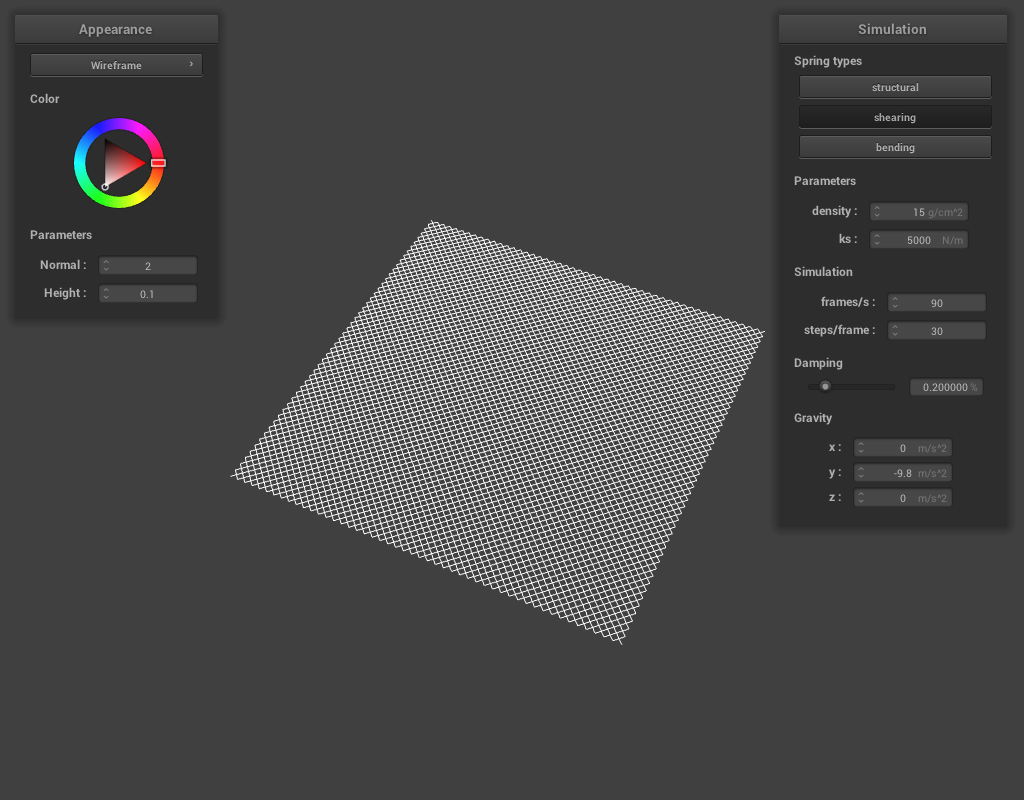 Appearance
Wireframe ›
Color
Parameters
Normal : 2
Height : 0.1
Simulation
Spring types
structural
shearing
bending
Parameters
density : 15 g/cm^2
ks : 5000 N/m
Simulation
frames/s : 90
steps/frame : 30
Damping
0.200000 %
Gravity
x : 0 m/s^2
y : -9.8 m/s^2
z : 0 m/s^2